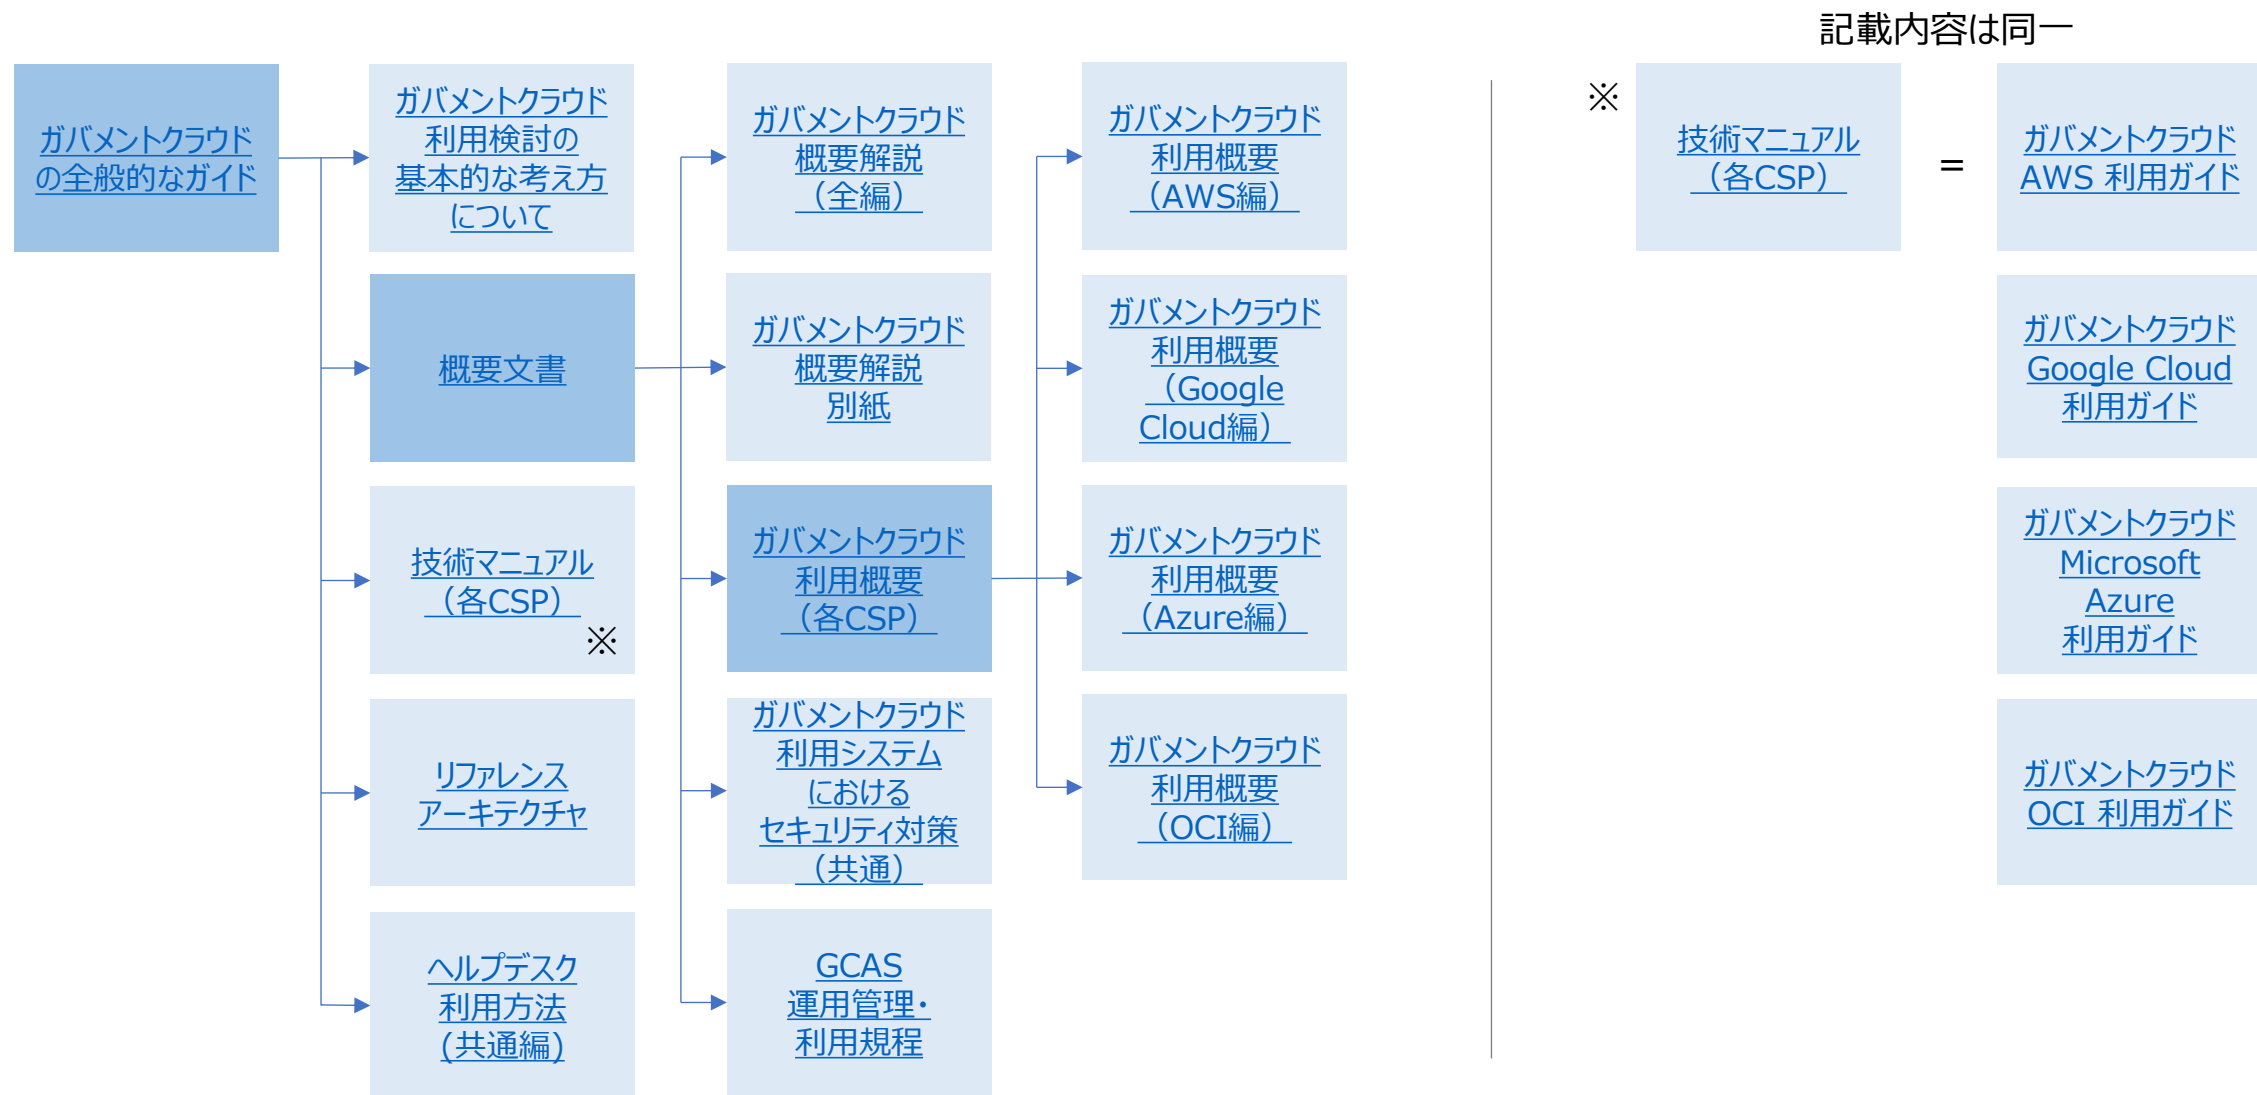 ガバメントクラウド
の全般的なガイド
ガバメントクラウド
利用検討の
基本的な考え方
について
概要文書
技術マニュアル
（各CSP）
※
リファレンス
アーキテクチャ
ヘルプデスク
利用方法
(共通編)
ガバメントクラウド
概要解説
（全編）
ガバメントクラウド
概要解説
別紙
ガバメントクラウド
利用概要
（各CSP）
ガバメントクラウド
利用システム
における
セキュリティ対策
（共通）
GCAS
運用管理・
利用規程
ガバメントクラウド
利用概要
（AWS編）
ガバメントクラウド
利用概要
（Google
Cloud編）
ガバメントクラウド
利用概要
（Azure編）
ガバメントクラウド
利用概要
（OCI編）
記載内容は同一
※
技術マニュアル
（各CSP）
=
ガバメントクラウド
AWS 利用ガイド
ガバメントクラウド
Google Cloud
利用ガイド
ガバメントクラウド
Microsoft
Azure
利用ガイド
ガバメントクラウド
OCI 利用ガイド